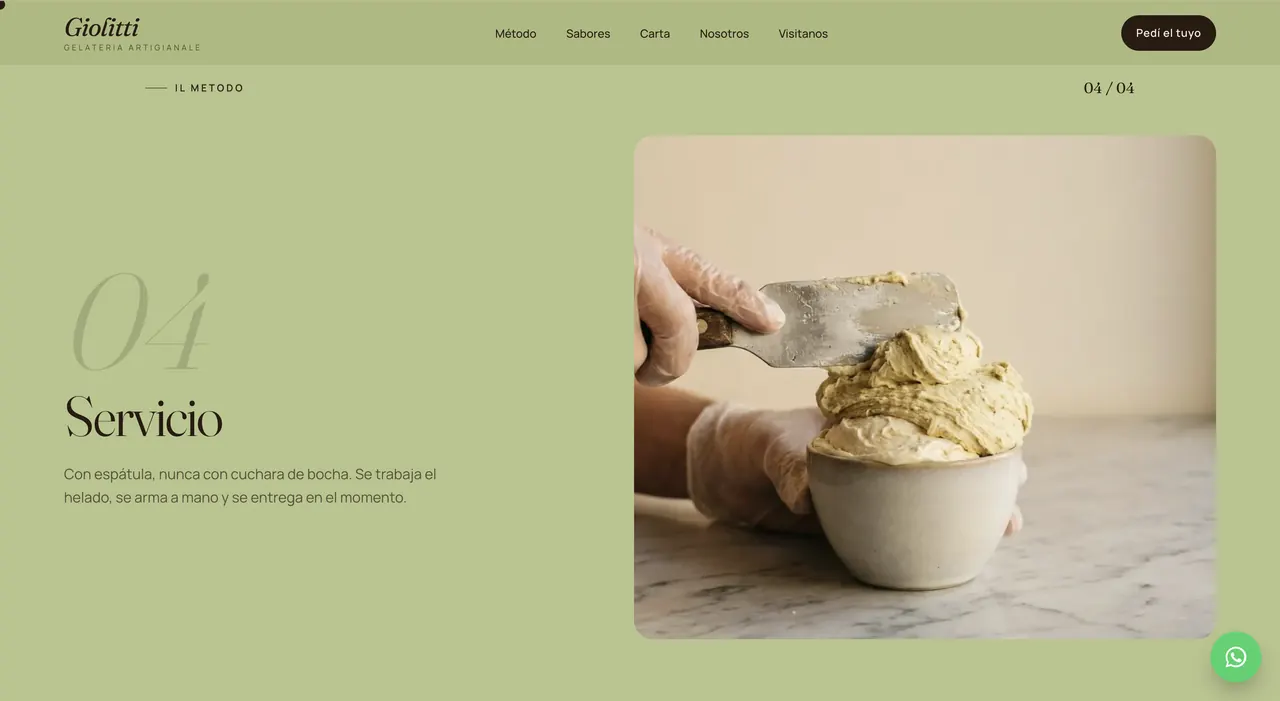 Giolitti
GELATERIA ARTIGIANALE
Método
Sabores
Carta
Nosotros
Visitanos
Pedí el tuyo
IL METODO
04 / 04
04
Servicio
Con espátula, nunca con cuchara de bocha. Se trabaja el
helado, se arma a mano y se entrega en el momento.